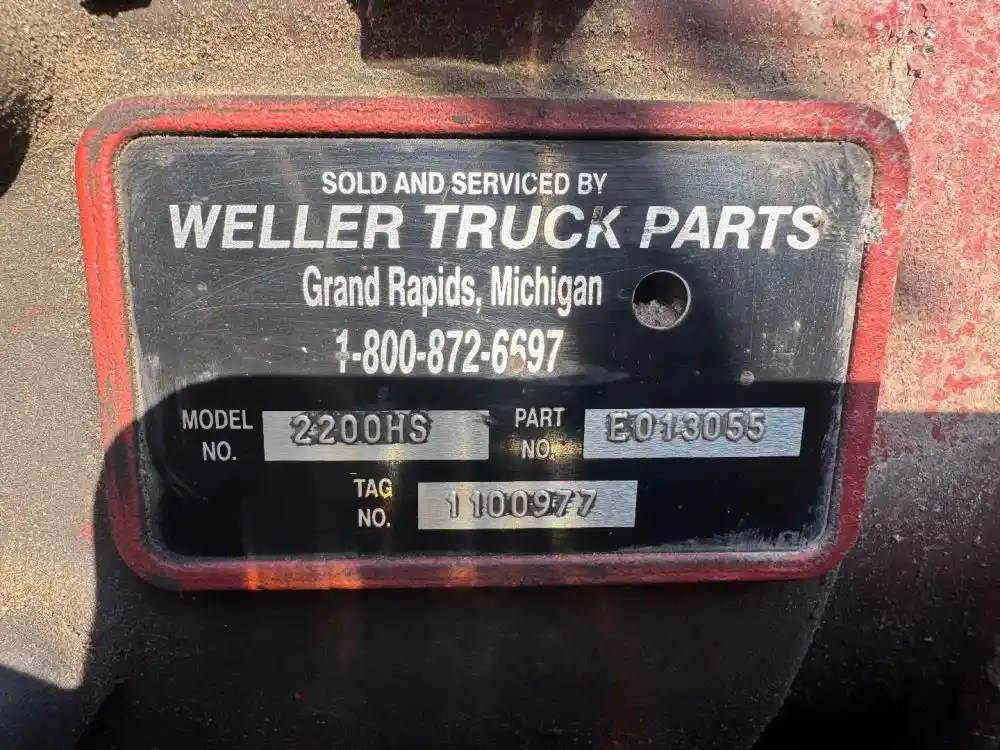 SOLD AND SERVICED BY
WELLER TRUCK PARTS
Grand Rapids, Michigan
1-800-872-6697
MODEL NO. 2200HS PART NO. E013055
TAG NO. 1100977